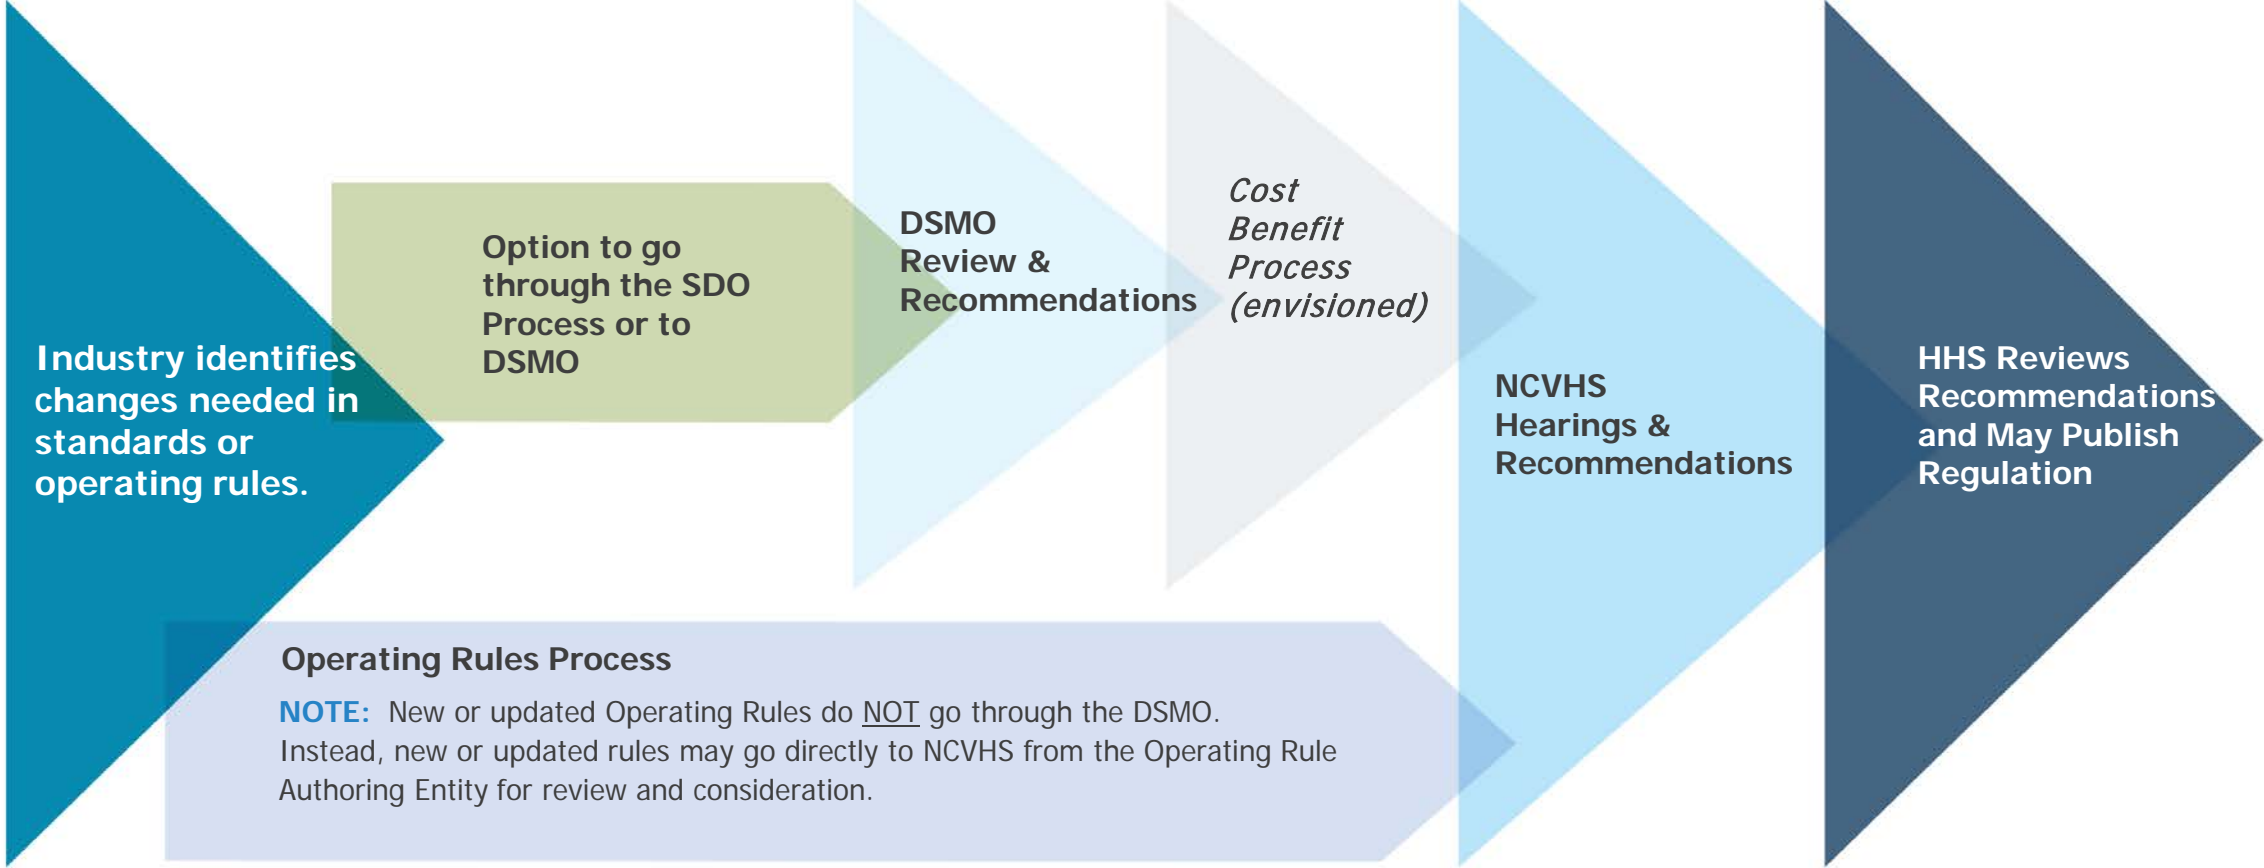 Industry identifies
changes needed in
standards or
operating rules.
Option to go
through the SDO
Process or to
DSMO
DSMO
Review &
Recommendations
Cost
Benefit
Process
(envisioned)
NCVHS
Hearings &
Recommendations
HHS Reviews
Recommendations
and May Publish
Regulation
Operating Rules Process
NOTE: New or updated Operating Rules do NOT go through the DSMO.
Instead, new or updated rules may go directly to NCVHS from the Operating Rule
Authoring Entity for review and consideration.